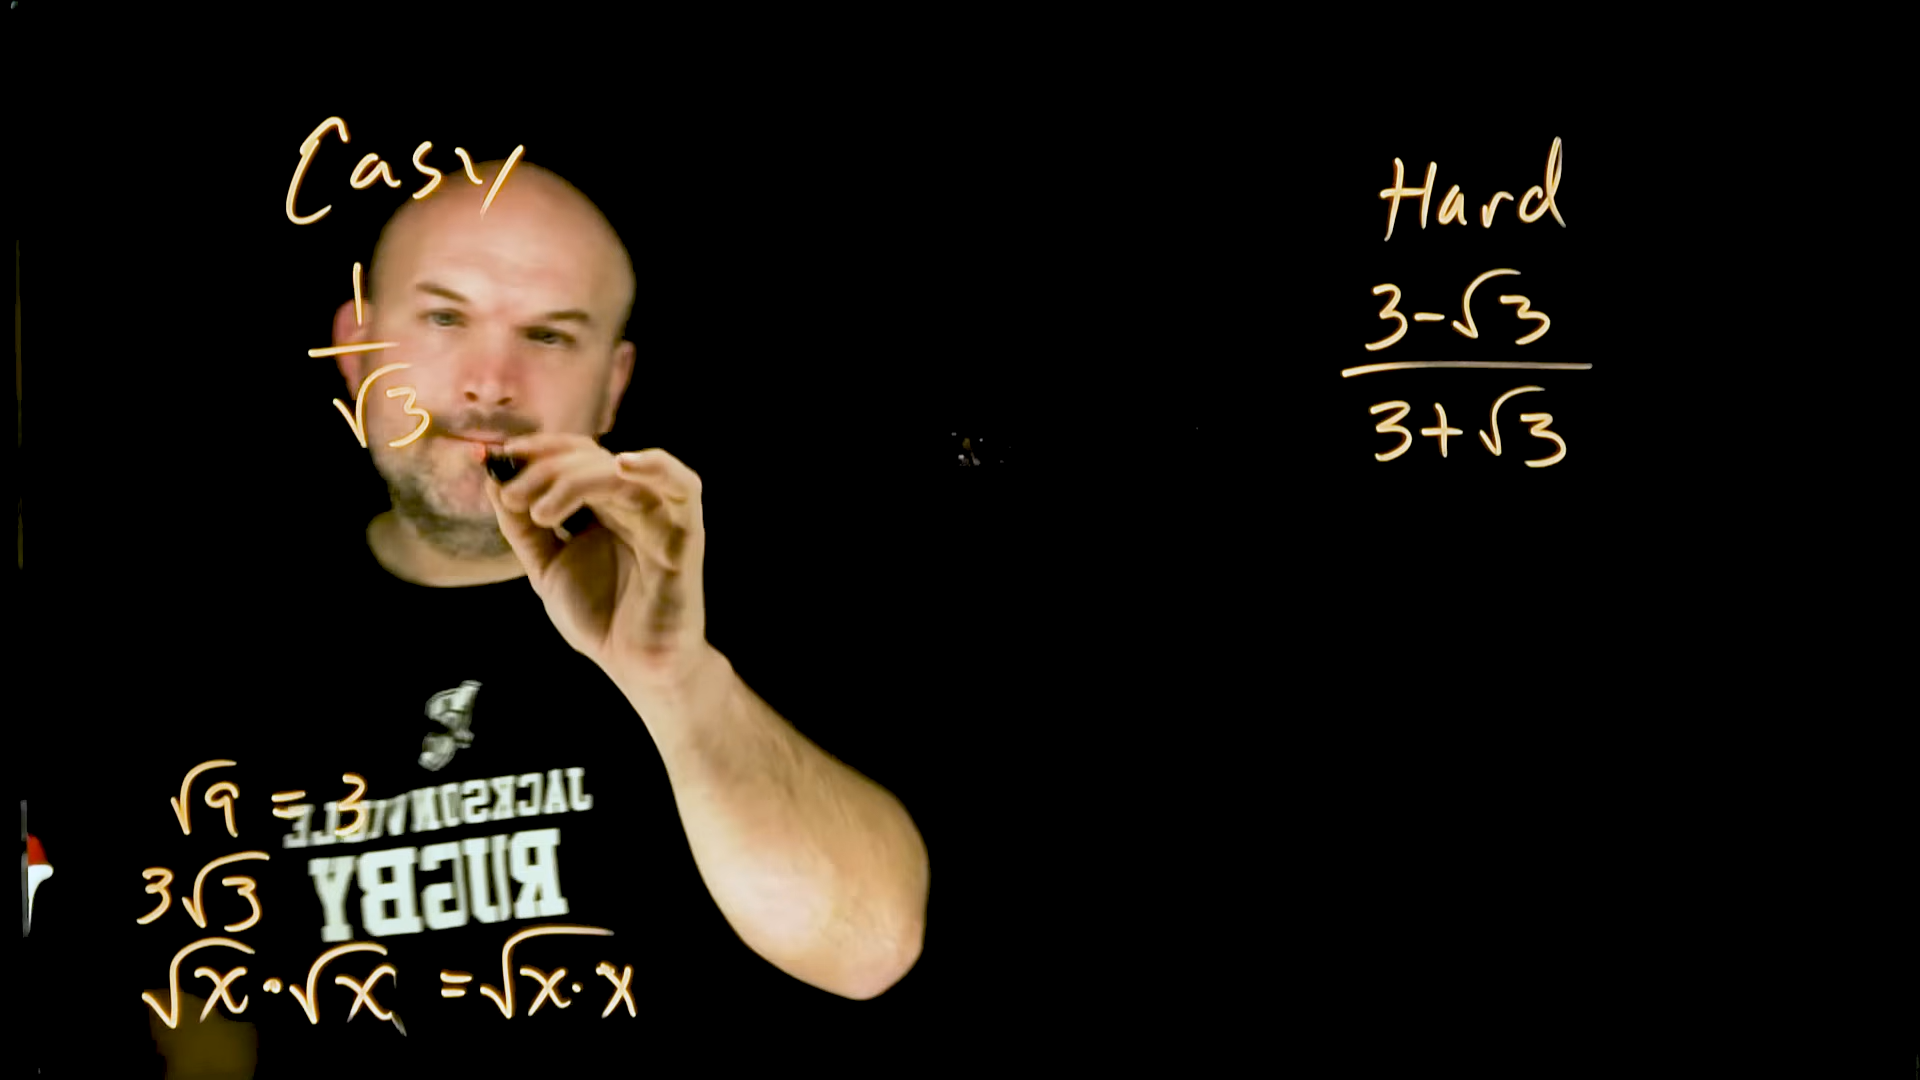 Easy
1
√3
Hard
3-√3
3+√3
√9 = 3
3√3
√x·√x = √x·x
JACKSONVILLE
RUGBY